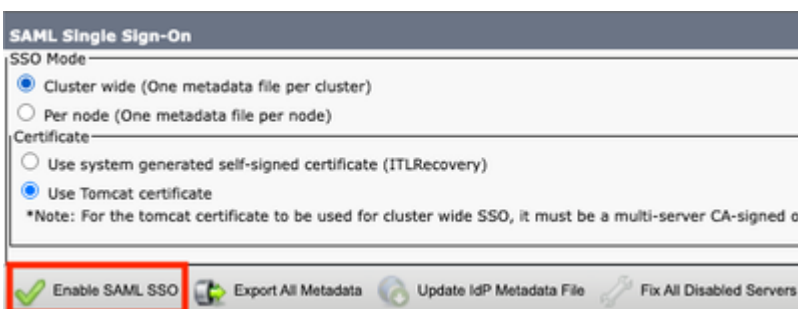 SAML Single Sign-On
SSO Mode
Cluster wide (One metadata file per cluster)
Per node (One metadata file per node)
Certificate
Use system generated self-signed certificate (ITLRecovery)
Use Tomcat certificate
*Note: For the tomcat certificate to be used for cluster wide SSO, it must be a multi-server CA-signed
Enable SAML SSO Export All Metadata Update IdP Metadata File Fix All Disabled Servers